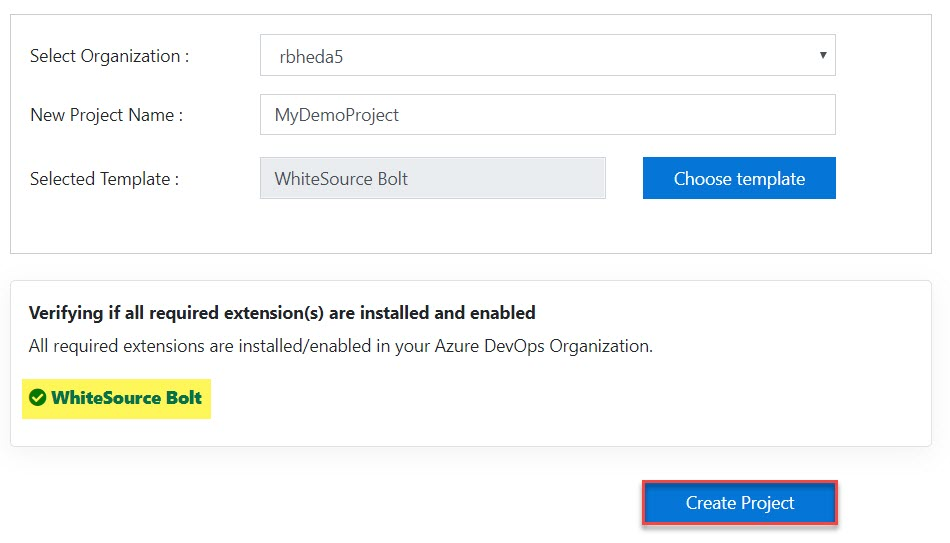 Select Organization :
rbheda5
New Project Name :
MyDemoProject
Selected Template :
WhiteSource Bolt
Choose template
Verifying if all required extension(s) are installed and enabled
All required extensions are installed/enabled in your Azure DevOps Organization.
WhiteSource Bolt
Create Project